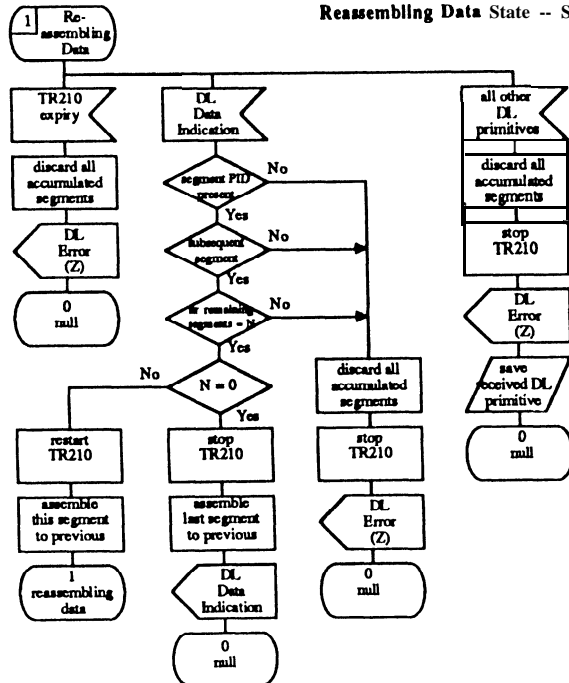 Reassembling Data State -- S
1 Re-
assembling
Data
TR210
expiry
discard all
accumulated
segments
DL
Error
(Z)
0
null
DL
Data
Indication
segment PID
present
No
Yes
subsequent
segment
No
Yes
nr remaining
segments = N
No
Yes
N = 0
No
Yes
restart
TR210
assemble
this segment
to previous
1
reassembling
data
stop
TR210
assemble
last segment
to previous
DL
Data
Indication
0
null
discard all
accumulated
segments
stop
TR210
DL
Error
(Z)
0
null
all other
DL
primitives
discard all
accumulated
segments
stop
TR210
DL
Error
(Z)
save
received DL
primitive
0
null